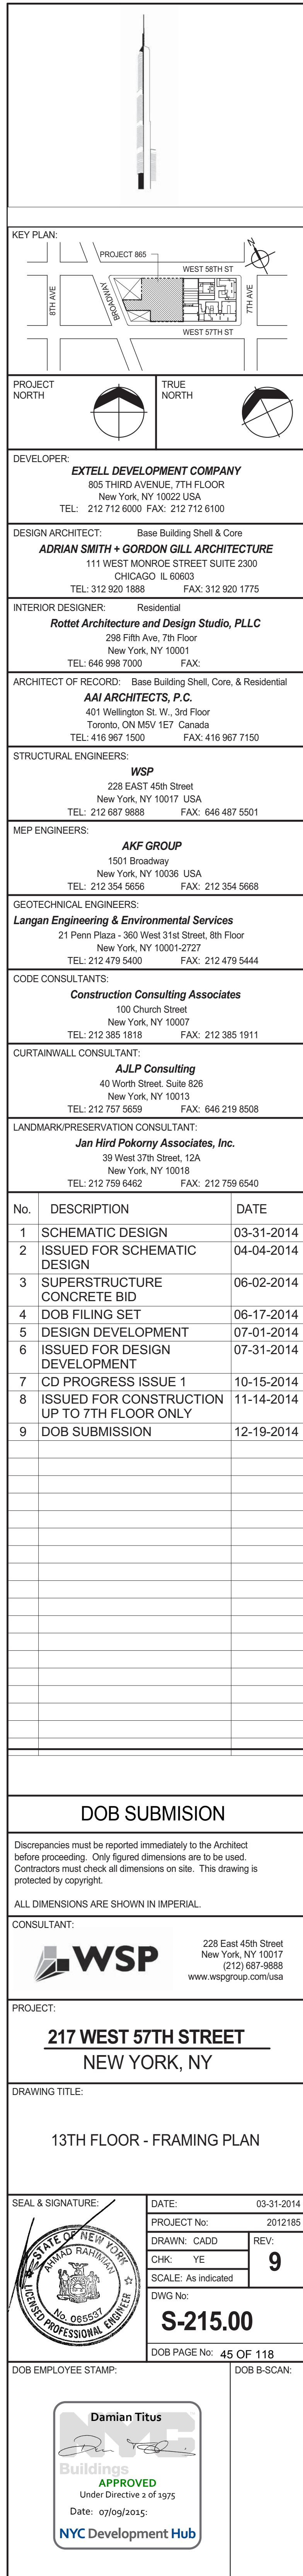 KEY PLAN:
N
PROJECT 865
WEST 58TH ST
8TH AVE
BROADWAY
7TH AVE
WEST 57TH ST
PROJECT
NORTH
TRUE
NORTH
DEVELOPER:
EXTELL DEVELOPMENT COMPANY
805 THIRD AVENUE, 7TH FLOOR
New York, NY 10022 USA
TEL: 212 712 6000 FAX: 212 712 6100
DESIGN ARCHITECT: Base Building Shell & Core
ADRIAN SMITH + GORDON GILL ARCHITECTURE
111 WEST MONROE STREET SUITE 2300
CHICAGO IL 60603
TEL: 312 920 1888 FAX: 312 920 1775
INTERIOR DESIGNER: Residential
Rottet Architecture and Design Studio, PLLC
298 Fifth Ave, 7th Floor
New York, NY 10001
TEL: 646 998 7000 FAX:
ARCHITECT OF RECORD: Base Building Shell, Core, & Residential
AAI ARCHITECTS, P.C.
401 Wellington St. W., 3rd Floor
Toronto, ON M5V 1E7 Canada
TEL: 416 967 1500 FAX: 416 967 7150
STRUCTURAL ENGINEERS:
WSP
228 EAST 45th Street
New York, NY 10017 USA
TEL: 212 687 9888 FAX: 646 487 5501
MEP ENGINEERS:
AKF GROUP
1501 Broadway
New York, NY 10036 USA
TEL: 212 354 5656 FAX: 212 354 5668
GEOTECHNICAL ENGINEERS:
Langan Engineering & Environmental Services
21 Penn Plaza - 360 West 31st Street, 8th Floor
New York, NY 10001-2727
TEL: 212 479 5400 FAX: 212 479 5444
CODE CONSULTANTS:
Construction Consulting Associates
100 Church Street
New York, NY 10007
TEL: 212 385 1818 FAX: 212 385 1911
CURTAINWALL CONSULTANT:
AJLP Consulting
40 Worth Street. Suite 826
New York, NY 10013
TEL: 212 757 5659 FAX: 646 219 8508
LANDMARK/PRESERVATION CONSULTANT:
Jan Hird Pokorny Associates, Inc.
39 West 37th Street, 12A
New York, NY 10018
TEL: 212 759 6462 FAX: 212 759 6540
No. DESCRIPTION DATE
1 SCHEMATIC DESIGN 03-31-2014
2 ISSUED FOR SCHEMATIC 04-04-2014
DESIGN
3 SUPERSTRUCTURE 06-02-2014
CONCRETE BID
4 DOB FILING SET 06-17-2014
5 DESIGN DEVELOPMENT 07-01-2014
6 ISSUED FOR DESIGN 07-31-2014
DEVELOPMENT
7 CD PROGRESS ISSUE 1 10-15-2014
8 ISSUED FOR CONSTRUCTION 11-14-2014
UP TO 7TH FLOOR ONLY
9 DOB SUBMISSION 12-19-2014
DOB SUBMISION
Discrepancies must be reported immediately to the Architect
before proceeding. Only figured dimensions are to be used.
Contractors must check all dimensions on site. This drawing is
protected by copyright.
ALL DIMENSIONS ARE SHOWN IN IMPERIAL.
CONSULTANT:
WSP
228 East 45th Street
New York, NY 10017
(212) 687-9888
www.wspgroup.com/usa
PROJECT:
217 WEST 57TH STREET
NEW YORK, NY
DRAWING TITLE:
13TH FLOOR - FRAMING PLAN
SEAL & SIGNATURE:
STATE OF NEW YORK
AHMAD RAHIMIAN
No. 065537
LICENSED PROFESSIONAL ENGINEER
DATE: 03-31-2014
PROJECT No: 2012185
DRAWN: CADD
CHK: YE
SCALE: As indicated
REV:
9
DWG No:
S-215.00
DOB PAGE No: 45 OF 118
DOB EMPLOYEE STAMP:
DOB B-SCAN:
Damian Titus
NYC
Buildings
APPROVED
Under Directive 2 of 1975
Date: 07/09/2015:
NYC Development Hub